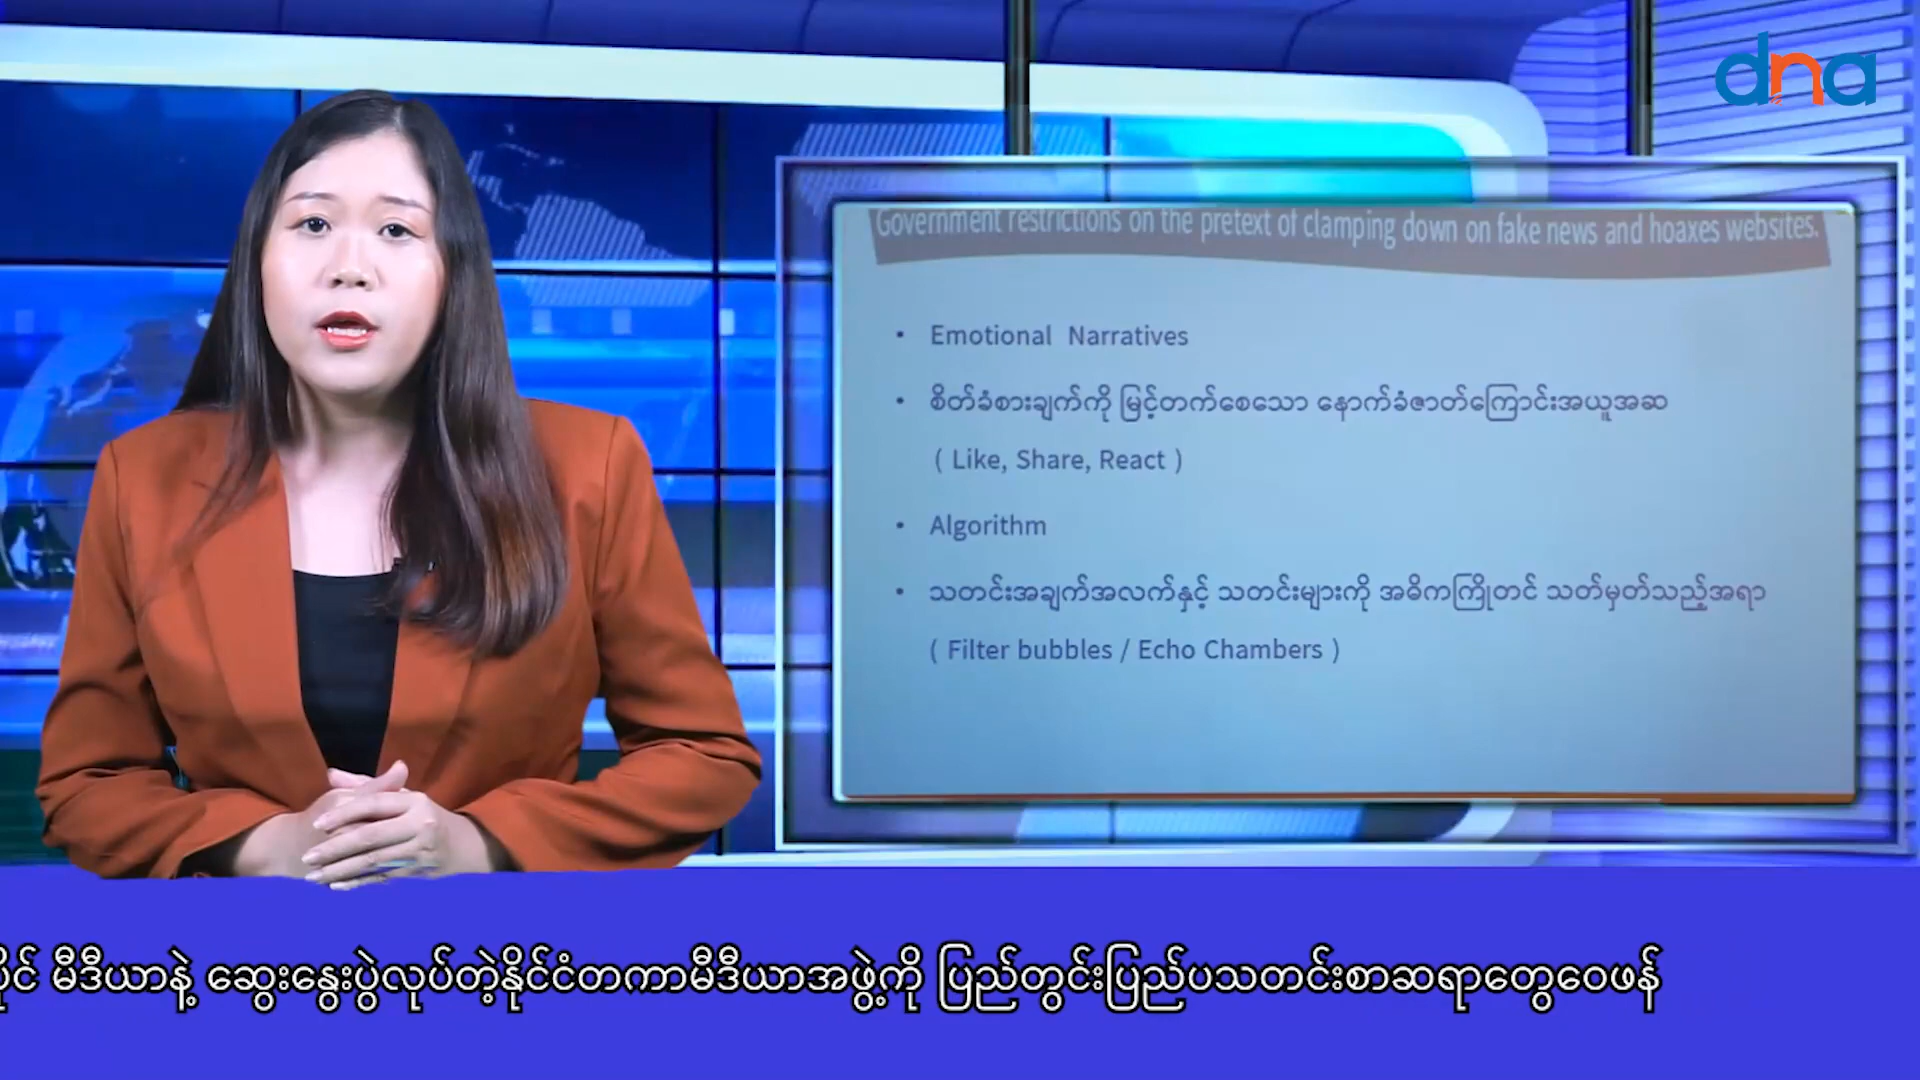 dna
Government restrictions on the pretext of clamping down on fake news and hoaxes websites.
• Emotional Narratives
• စိတ်ခံစားချက်ကို မြင့်တက်စေသော နောက်ခံဇာတ်ကြောင်းအယူအဆ
( Like, Share, React )
• Algorithm
• သတင်းအချက်အလက်နှင့် သတင်းများကို အဓိကကြိုတင် သတ်မှတ်သည့်အရာ
( Filter bubbles / Echo Chambers )
မီဒီယာနဲ့ ဆွေးနွေးပွဲလုပ်တဲ့နိုင်ငံတကာမီဒီယာအဖွဲ့ကို ပြည်တွင်းပြည်ပသတင်းစာဆရာတွေဝေဖန်